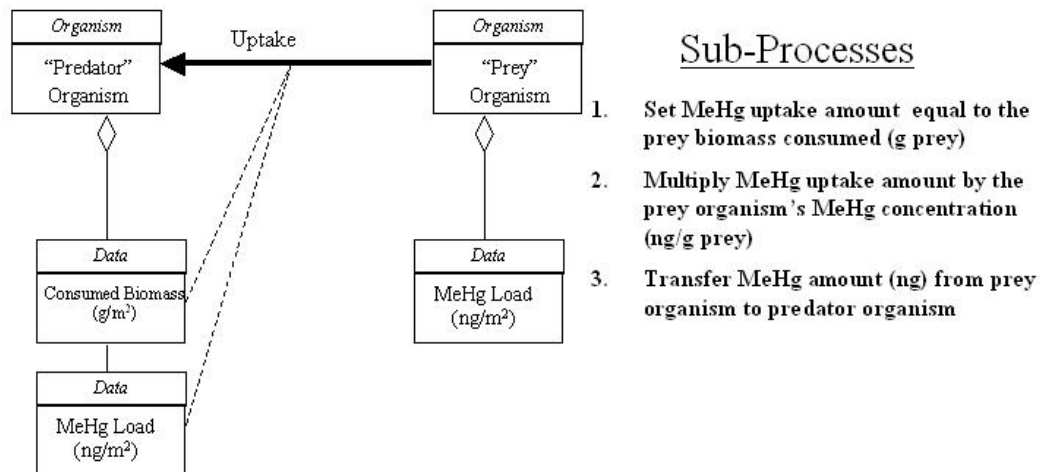 Organism
"Predator"
Organism
Uptake
Organism
"Prey"
Organism
Data
Consumed Biomass
(g/m²)
Data
MeHg Load
(ng/m²)
Data
MeHg Load
(ng/m²)
Sub-Processes
1. Set MeHg uptake amount equal to the
prey biomass consumed (g prey)
2. Multiply MeHg uptake amount by the
prey organism's MeHg concentration
(ng/g prey)
3. Transfer MeHg amount (ng) from prey
organism to predator organism